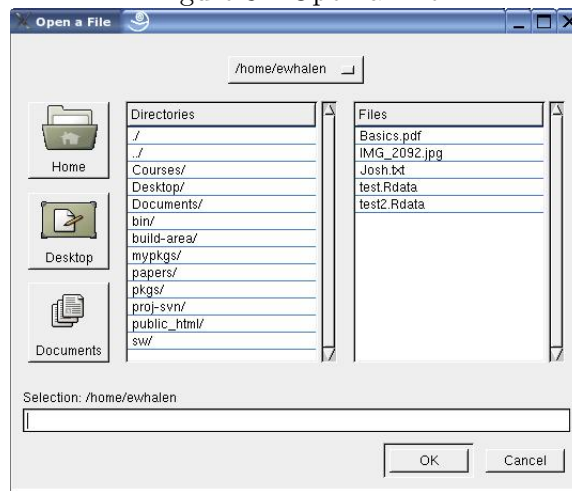 Open a File
/home/ewhalen
Home
Desktop
Documents
Directories
./
../
Courses/
Desktop/
Documents/
bin/
build-area/
mypkgs/
papers/
pkgs/
proj-svn/
public_html/
sw/
Files
Basics.pdf
IMG_2092.jpg
Josh.txt
test.Rdata
test2.Rdata
Selection: /home/ewhalen
OK
Cancel